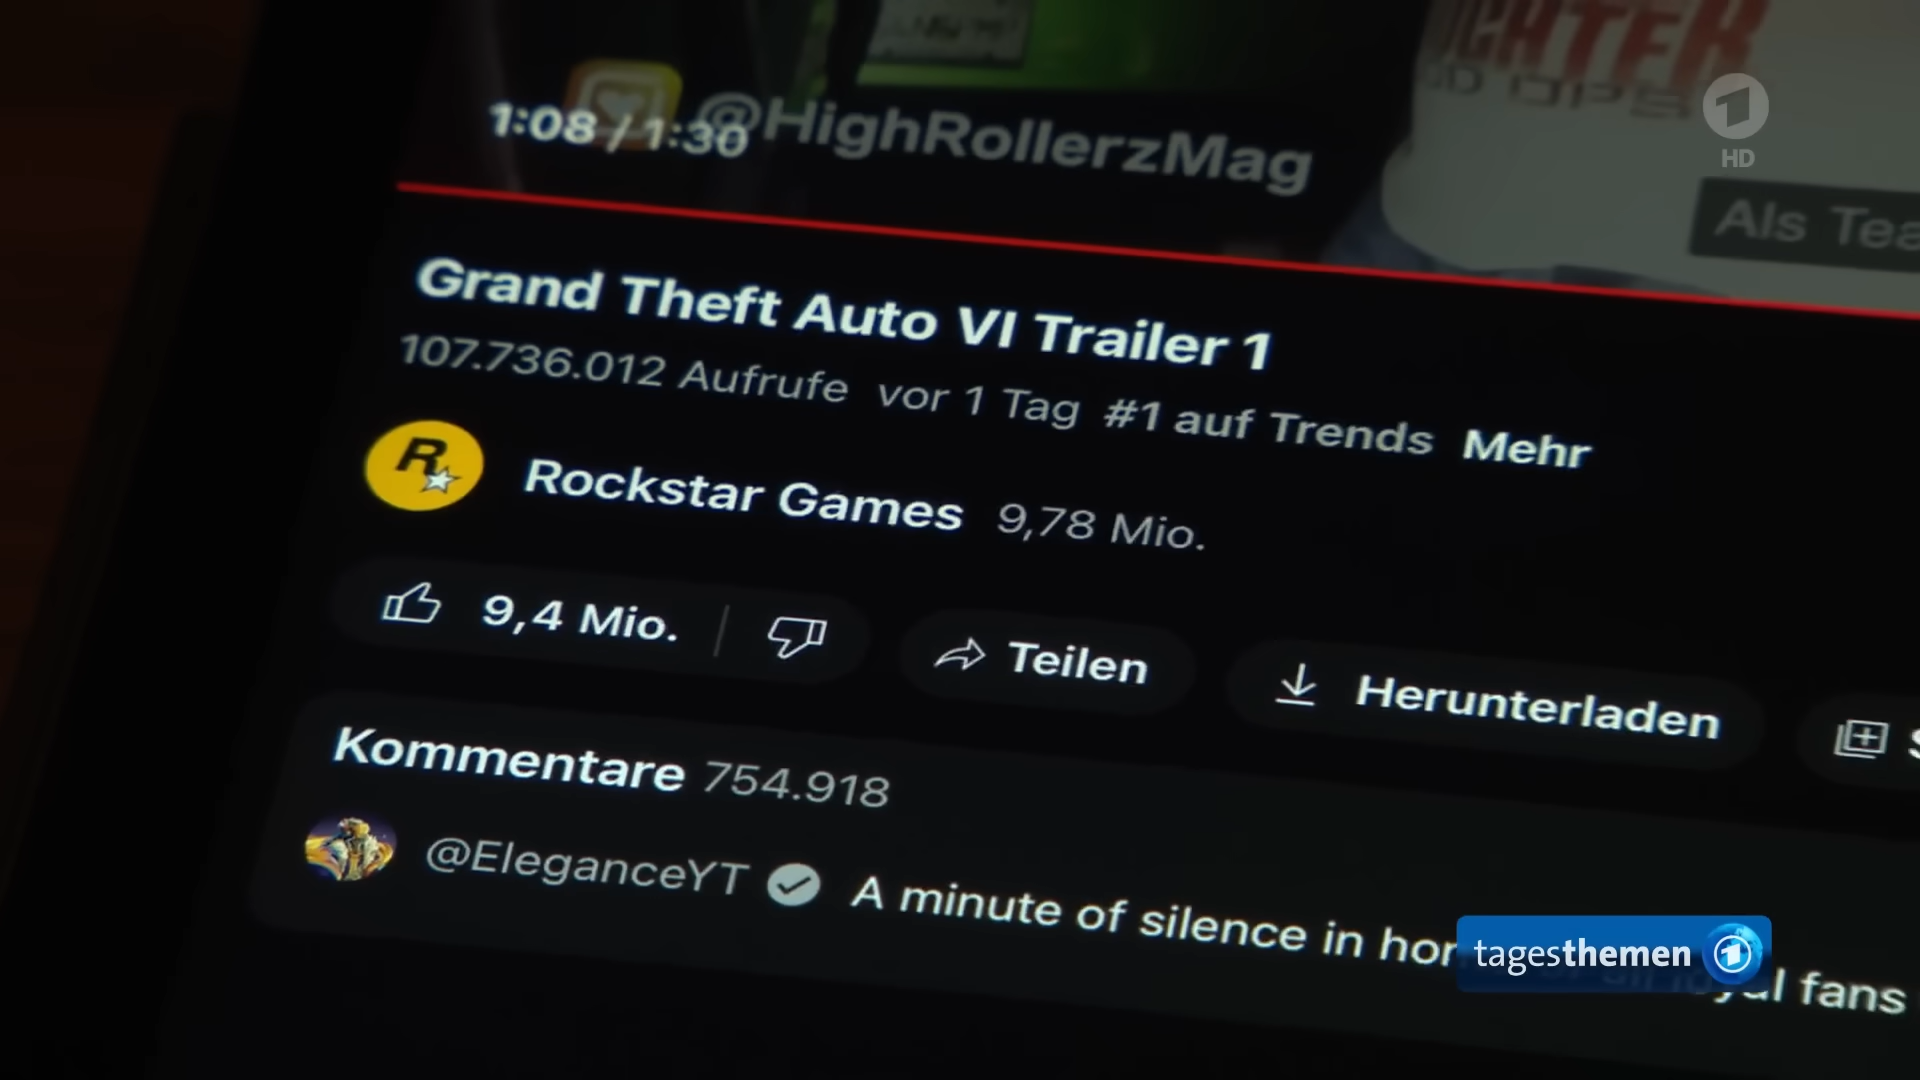 1:08 / 1:30
@HighRollerzMag
HD
Als Tea
Grand Theft Auto VI Trailer 1
107.736.012 Aufrufe vor 1 Tag #1 auf Trends Mehr
Rockstar Games 9,78 Mio.
9,4 Mio.
Teilen
Herunterladen
Kommentare 754.918
@EleganceYT A minute of silence in hon fans
tagesthemen